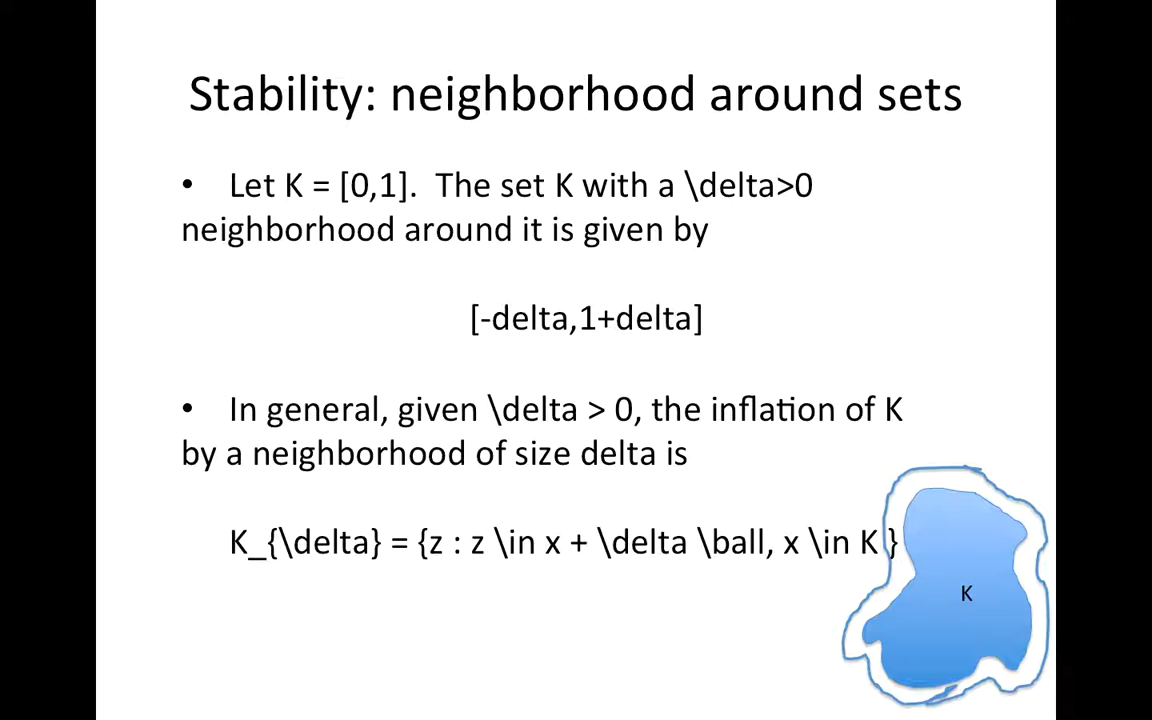 Stability: neighborhood around sets
• Let K = [0,1]. The set K with a \delta>0
neighborhood around it is given by
[-delta,1+delta]
• In general, given \delta > 0, the inflation of K
by a neighborhood of size delta is
K_{\delta} = {z : z \in x + \delta \ball, x \in K }
K